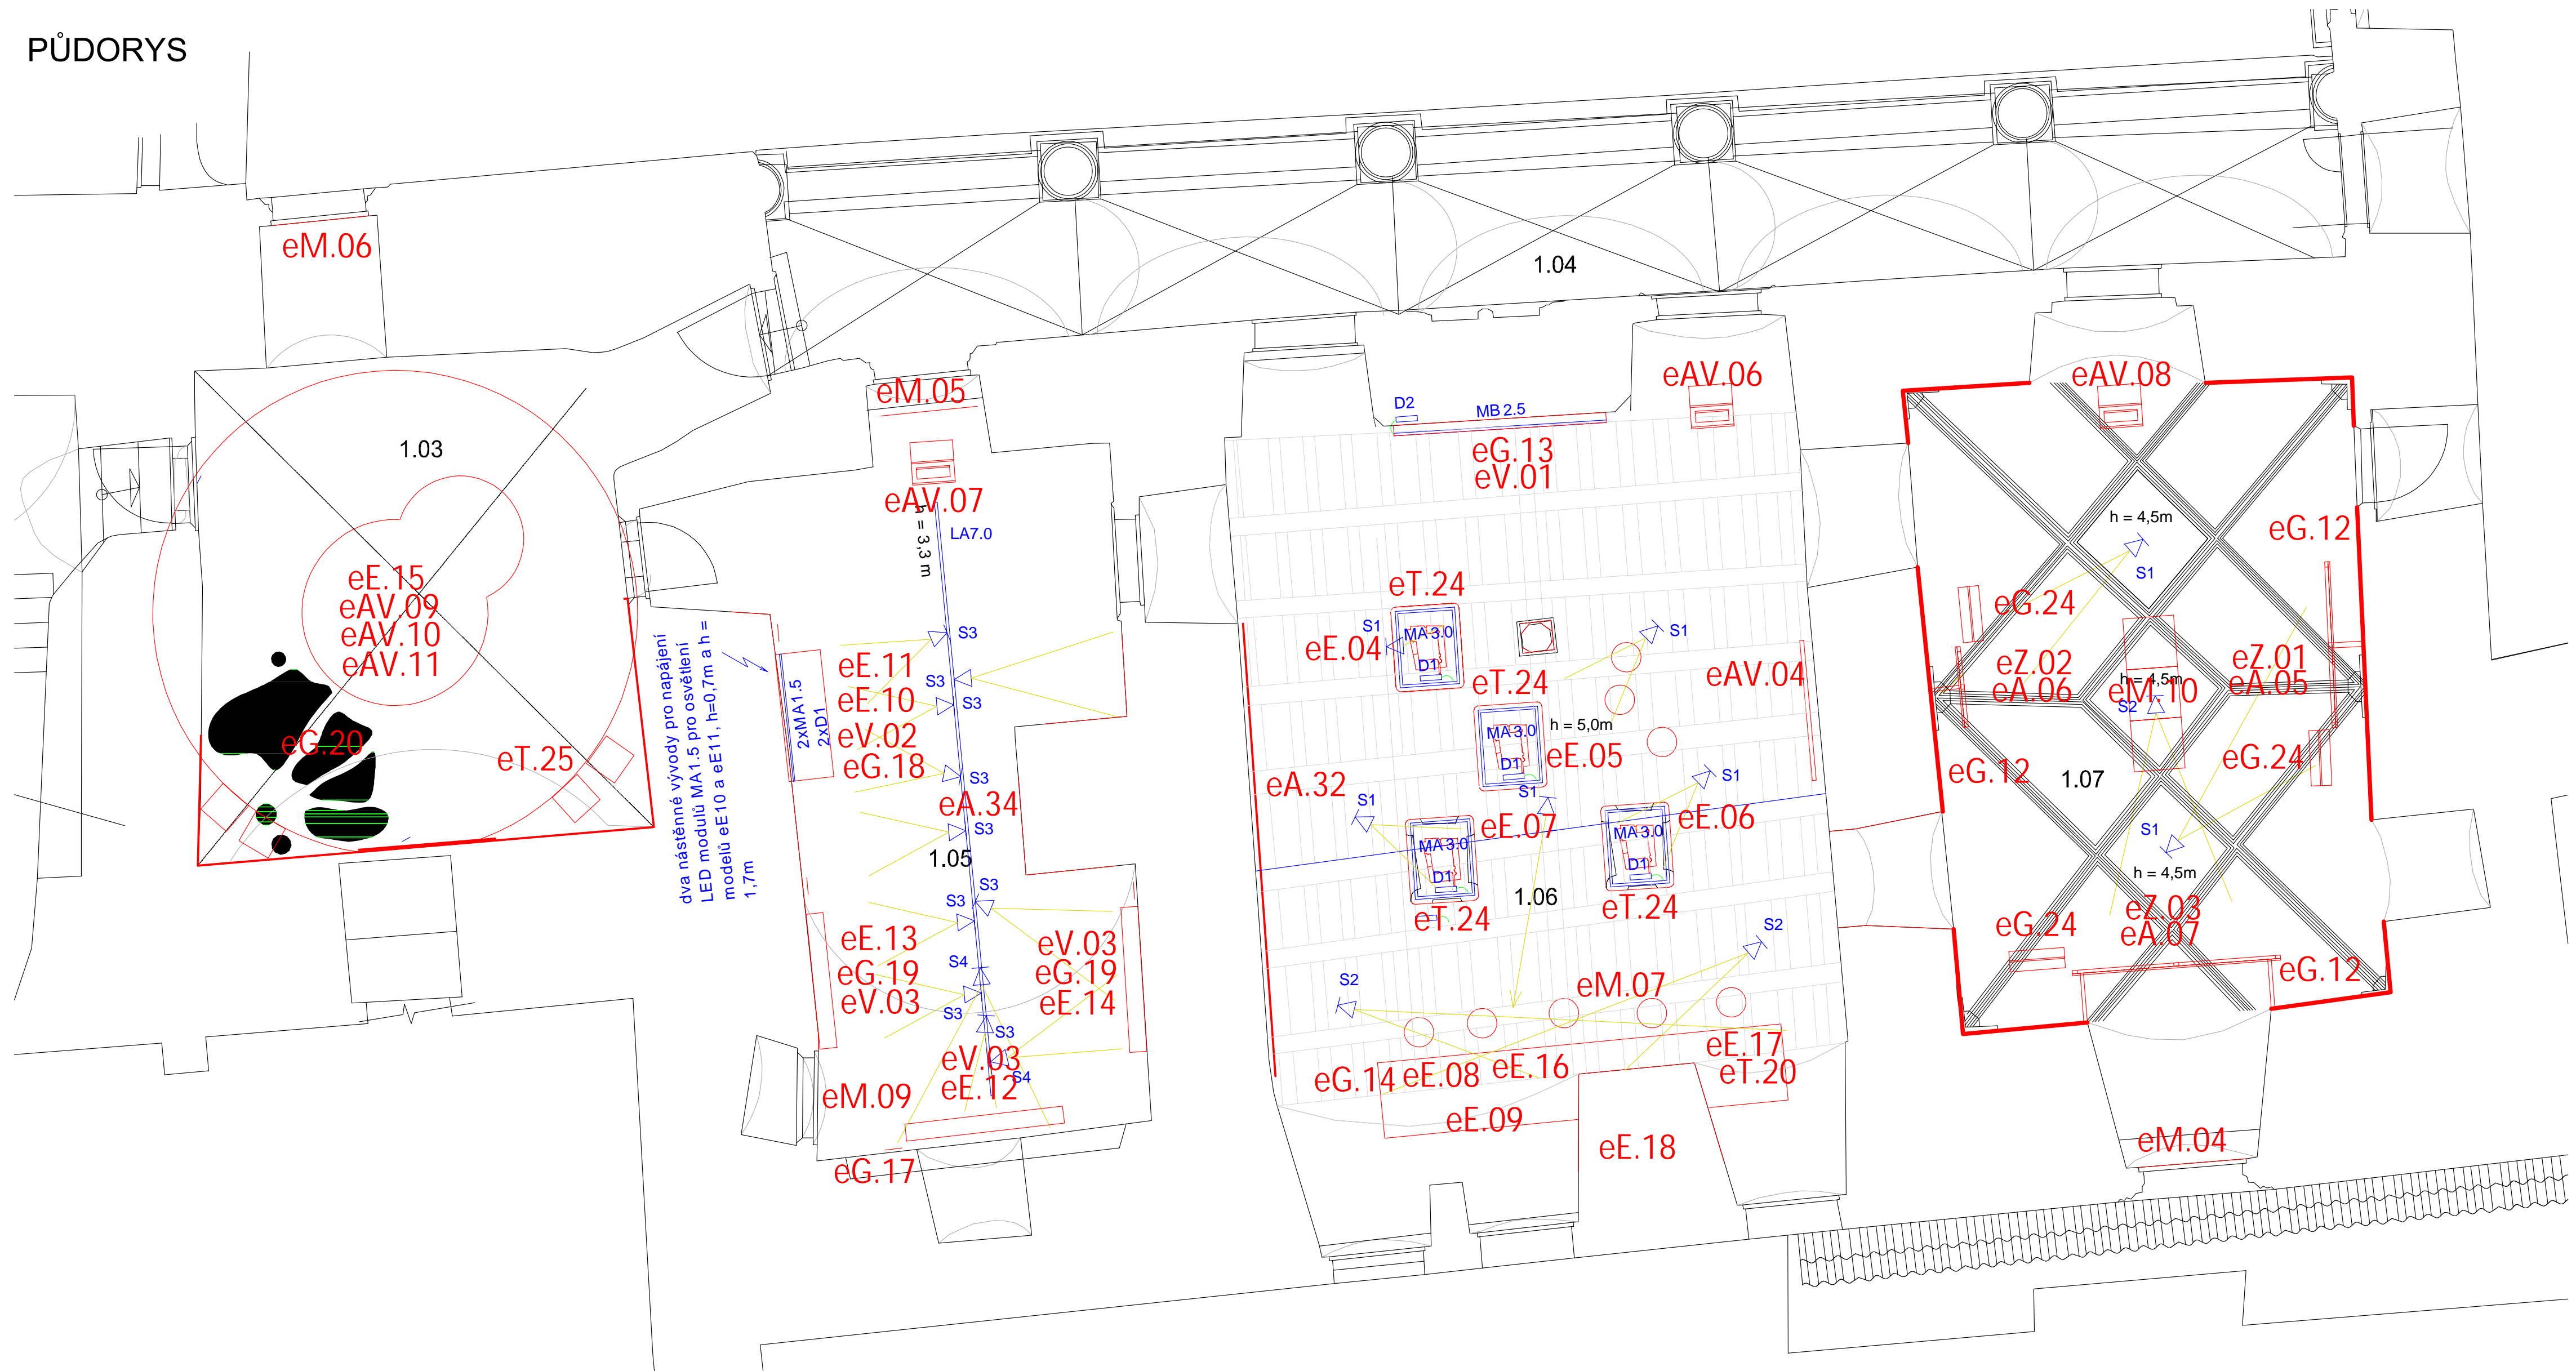 PŮDORYS
eM.06
1.04
1.03
eE.15
eAV.09
eAV.10
eAV.11
eG.20
eT.25
eM.05
eAV.07
h = 3,3 m
LA7.0
dva nástěnné vývody pro napájení
LED modulů MA1.5 pro osvětlení
modelů eE10 a eE11, h=0,7m a h =
1,7m
2xMA1.5
2xD1
S3
S3
S3
S3
S3
S3
S3
S4
S3
S3
S4
eE.11
eE.10
eV.02
eG.18
eA.34
1.05
eE.13
eG.19
eV.03
eV.03
eG.19
eE.14
eV.03
eE.12
eM.09
eG.17
D2
MB 2.5
eG.13
eV.01
eAV.06
eT.24
S1
MA 3.0
D1
eE.04
S1
eT.24
MA 3.0
D1
h = 5,0m
eE.05
eAV.04
eA.32
S1
S1
S1
eE.07
MA 3.0
D1
eT.24
MA 3.0
D1
eE.06
eT.24
1.06
S2
S2
eM.07
eG.14
eE.08
eE.16
eE.17
eT.20
eE.09
eE.18
eAV.08
h = 4,5m
S1
eG.12
eG.24
eZ.02
eA.06
h = 4,5m
eM.10
S2
eZ.01
eA.05
eG.12
1.07
eG.24
S1
h = 4,5m
eZ.03
eA.07
eG.24
eG.12
eM.04